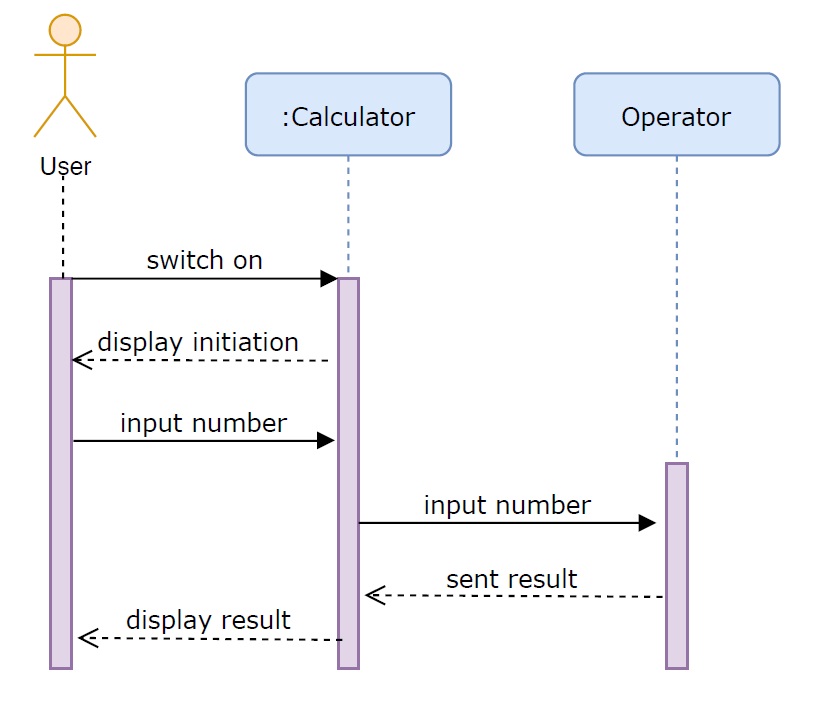 User
:Calculator
Operator
switch on
display initiation
input number
input number
sent result
display result